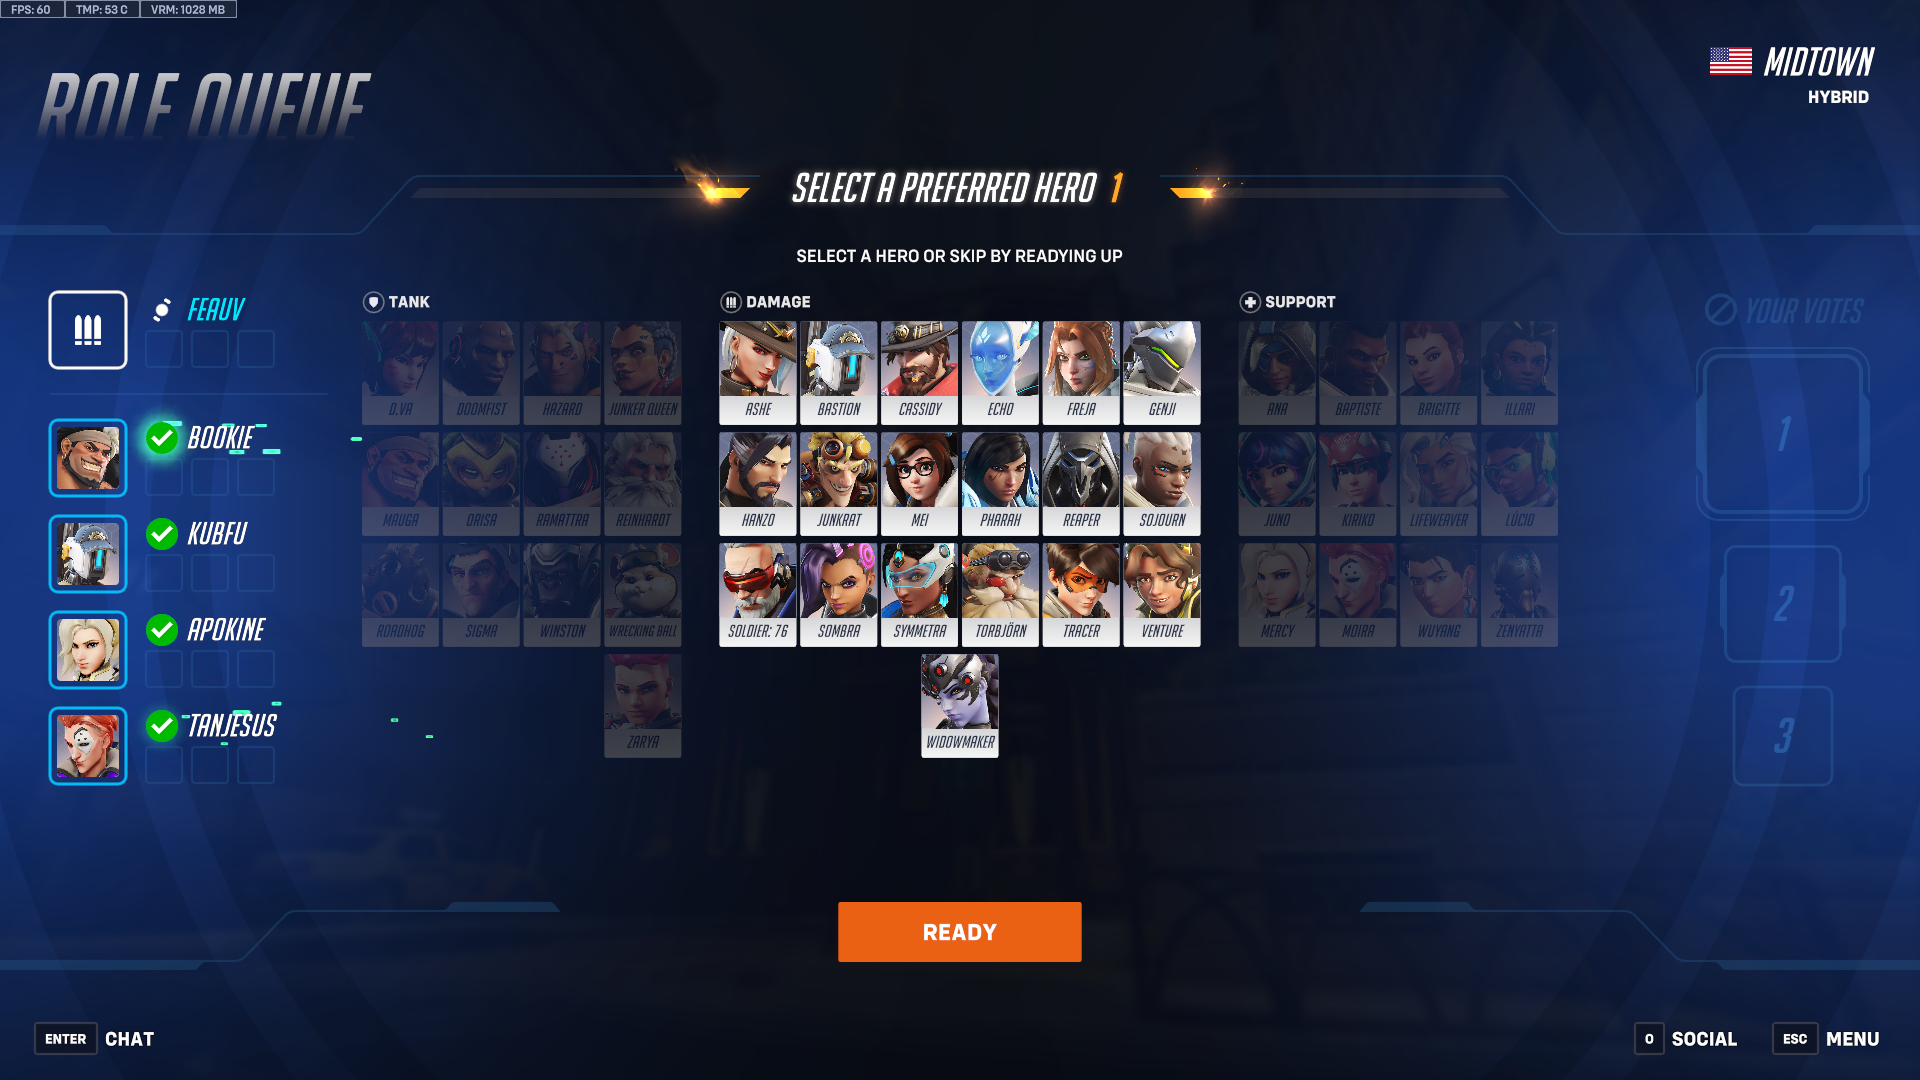 FPS: 60 TMP: 53 C VRM: 1028 MB
ROLE QUEUE
MIDTOWN
HYBRID
SELECT A PREFERRED HERO 1
SELECT A HERO OR SKIP BY READYING UP
FEAUV
BOOKIE
KUBFU
APOKINE
TANJESUS
TANK
D.VA DOOMFIST HAZARD JUNKER QUEEN
MAUGA ORISA RAMATTRA REINHARDT
ROADHOG SIGMA WINSTON WRECKING BALL
ZARYA
DAMAGE
ASHE BASTION CASSIDY ECHO FREJA GENJI
HANZO JUNKRAT MEI PHARAH REAPER SOJOURN
SOLDIER: 76 SOMBRA SYMMETRA TORBJÖRN TRACER VENTURE
WIDOWMAKER
SUPPORT
ANA BAPTISTE BRIGITTE ILLARI
JUNO KIRIKO LIFEWEAVER LÚCIO
MERCY MOIRA WUYANG ZENYATTA
YOUR VOTES
1
2
3
READY
ENTER CHAT
O SOCIAL ESC MENU